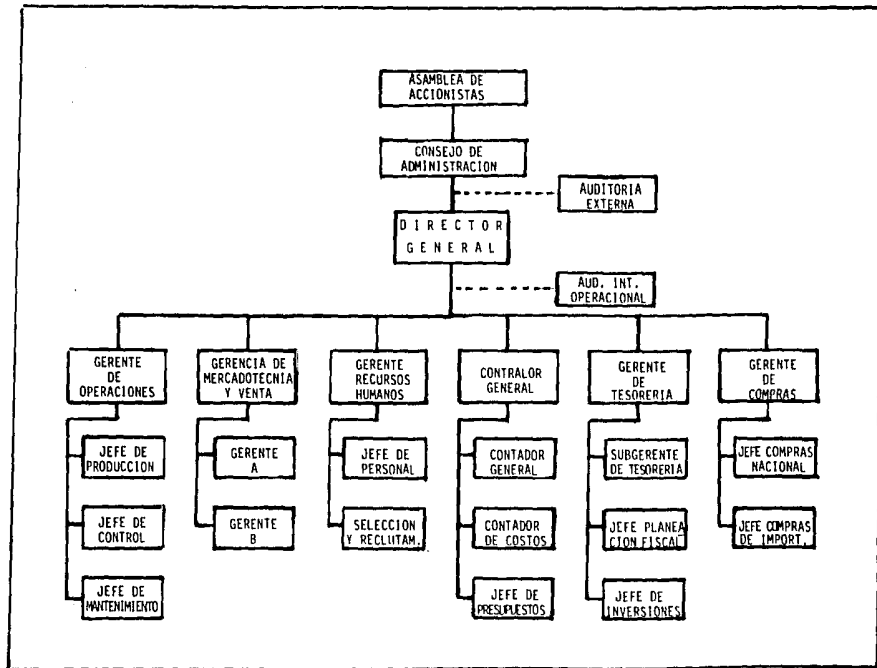 ASAMBLEA DE
ACCIONISTAS
CONSEJO DE
ADMINISTRACION
AUDITORIA
EXTERNA
DIRECTOR
GENERAL
AUD. INT.
OPERACIONAL
GERENTE
DE
OPERACIONES
GERENCIA DE
MERCADOTECNIA
Y VENTA
GERENTE
RECURSOS
HUMANOS
CONTRALOR
GENERAL
GERENTE
DE
TESORERIA
GERENTE
DE
COMPRAS
JEFE DE
PRODUCCION
JEFE DE
CONTROL
JEFE DE
MANTENIMIENTO
GERENTE
A
GERENTE
B
JEFE DE
PERSONAL
SELECCION
Y RECLUTAM.
CONTADOR
GENERAL
CONTADOR
DE COSTOS
JEFE DE
PRESUPUESTOS
SUBGERENTE
DE TESORERIA
JEFE PLANEA
CION FISCAL
JEFE DE
INVERSIONES
JEFE COMPRAS
NACIONAL
JEFE COMPRAS
DE IMPORT.